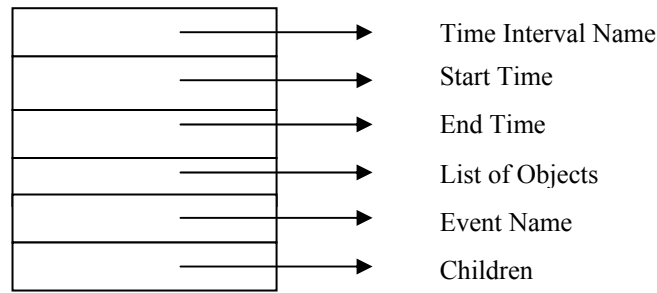 Time Interval Name
Start Time
End Time
List of Objects
Event Name
Children